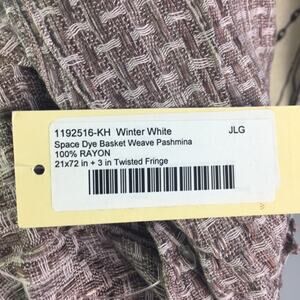 1192516-KH Winter White JLG
Space Dye Basket Weave Pashmina
100% RAYON
21x72 in + 3 in Twisted Fringe